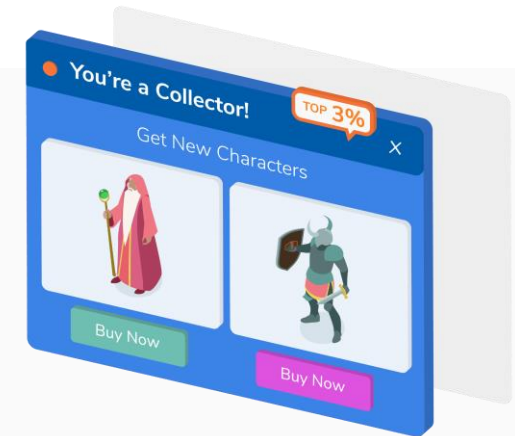 You're a Collector!
TOP 3%
X
Get New Characters
Buy Now
Buy Now